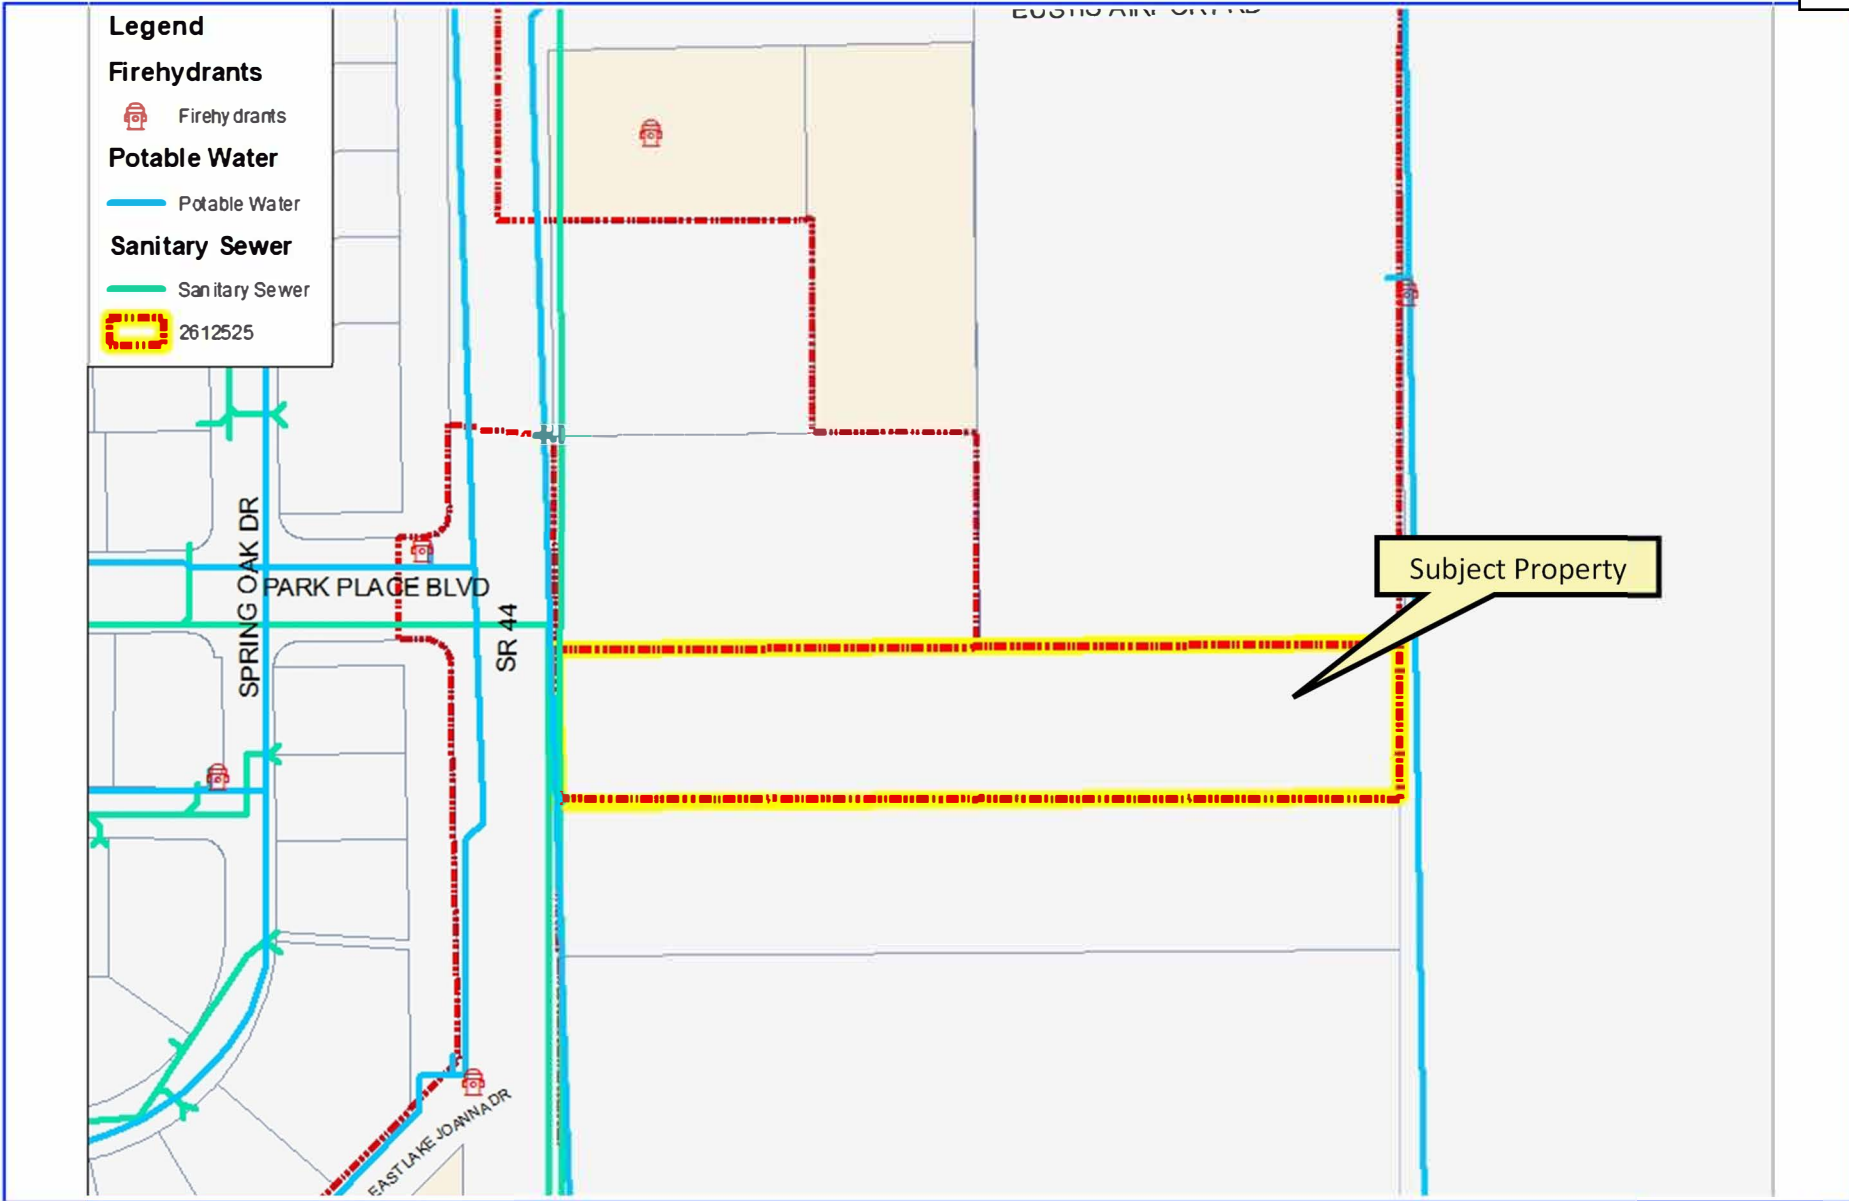 Legend
Firehydrants
Firehydrants
Potable Water
Potable Water
Sanitary Sewer
Sanitary Sewer
2612525
SPRING OAK DR
PARK PLACE BLVD
SR 44
Subject Property
EAST LAKE JOANNA DR